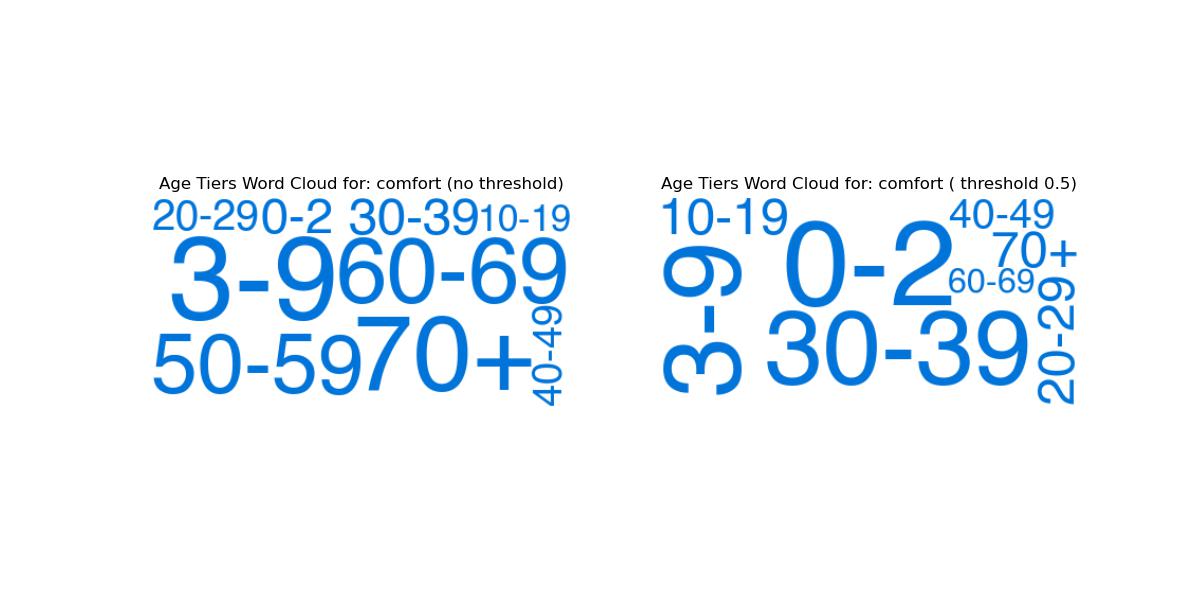 Age Tiers Word Cloud for: comfort (no threshold)
20-29 0-2 30-39 10-19
3-9 60-69
50-59 70+ 40-49
Age Tiers Word Cloud for: comfort ( threshold 0.5)
10-19 40-49
3-9 0-2 70+
60-69
30-39 20-29